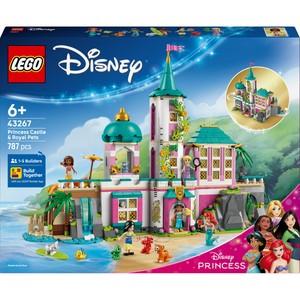 LEGO
Disney
6+
43267
Princess Castle
& Royal Pets
787 pcs
1-5 Builders
Build
Together
Disney
PRINCESS